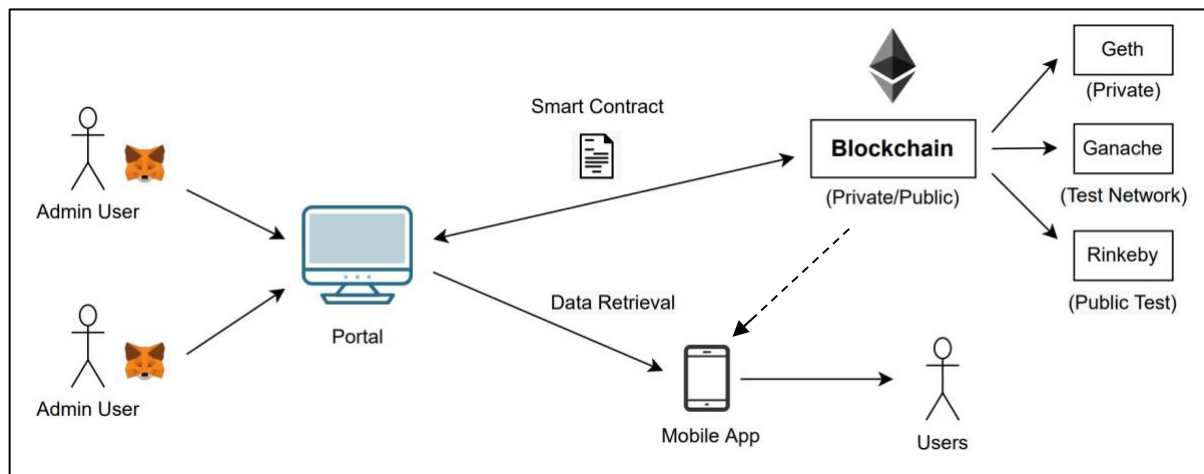 Geth
(Private)
Smart Contract
Blockchain
(Private/Public)
Ganache
(Test Network)
Admin User
Rinkeby
(Public Test)
Data Retrieval
Portal
Admin User
Mobile App
Users